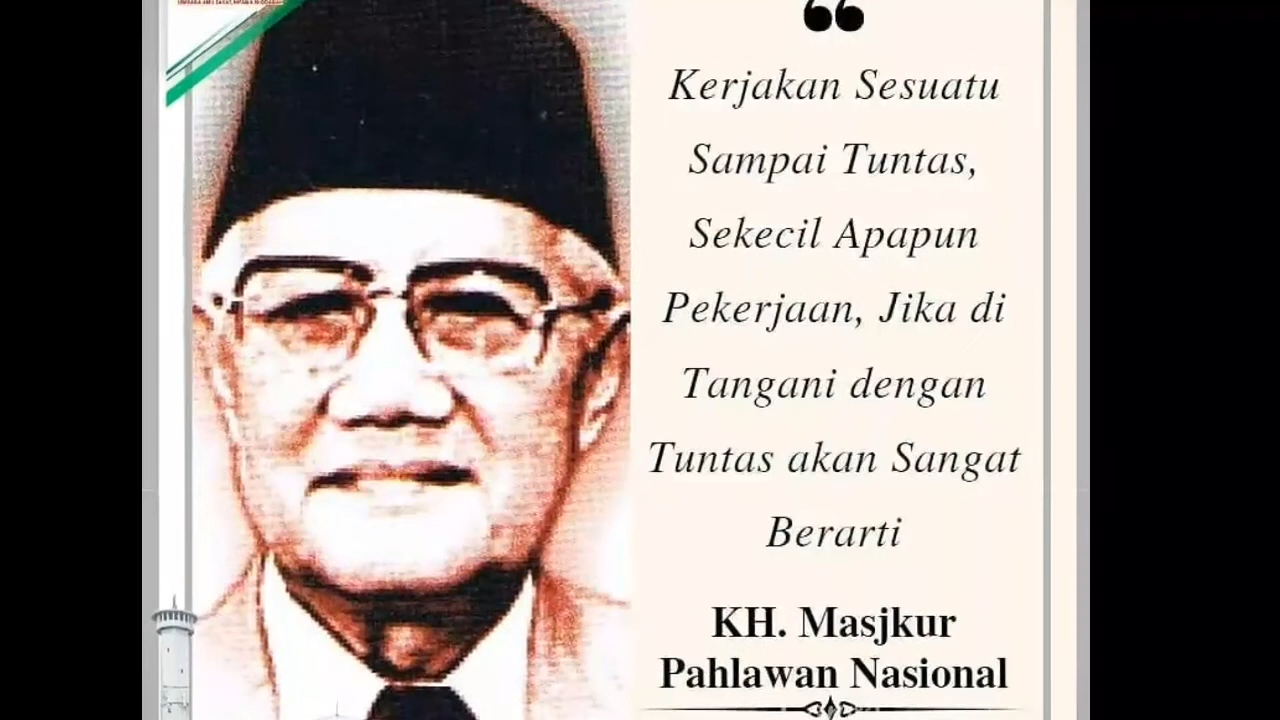 ❝
Kerjakan Sesuatu
Sampai Tuntas,
Sekecil Apapun
Pekerjaan, Jika di
Tangani dengan
Tuntas akan Sangat
Berarti
KH. Masjkur
Pahlawan Nasional